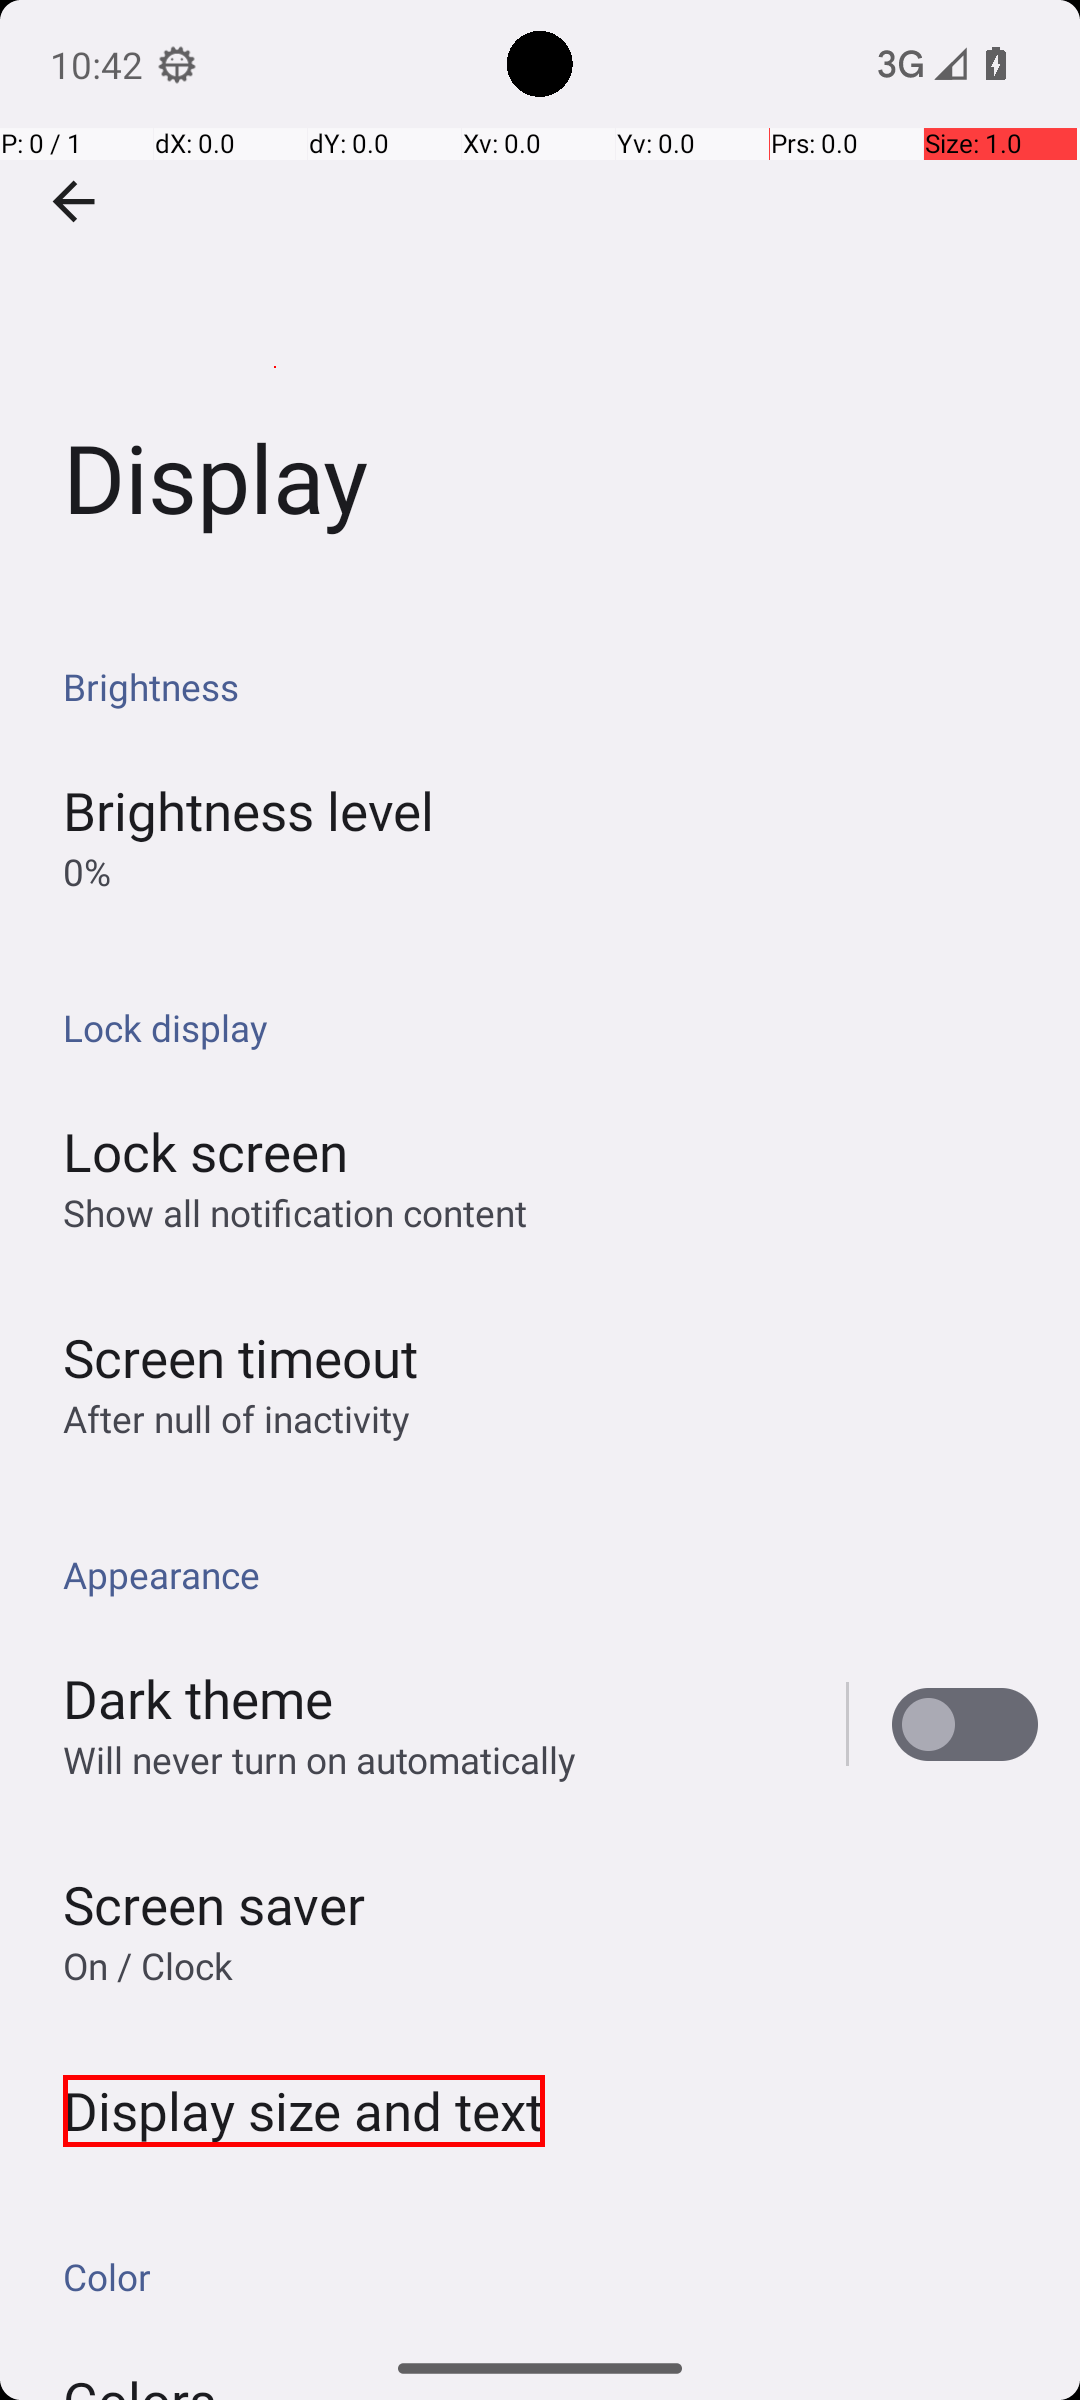 10:42
3G
P: 0 / 1 dX: 0.0 dY: 0.0 Xv: 0.0 Yv: 0.0 Prs: 0.0 Size: 1.0
Display
Brightness
Brightness level
0%
Lock display
Lock screen
Show all notification content
Screen timeout
After null of inactivity
Appearance
Dark theme
Will never turn on automatically
Screen saver
On / Clock
Display size and text
Color
Colors